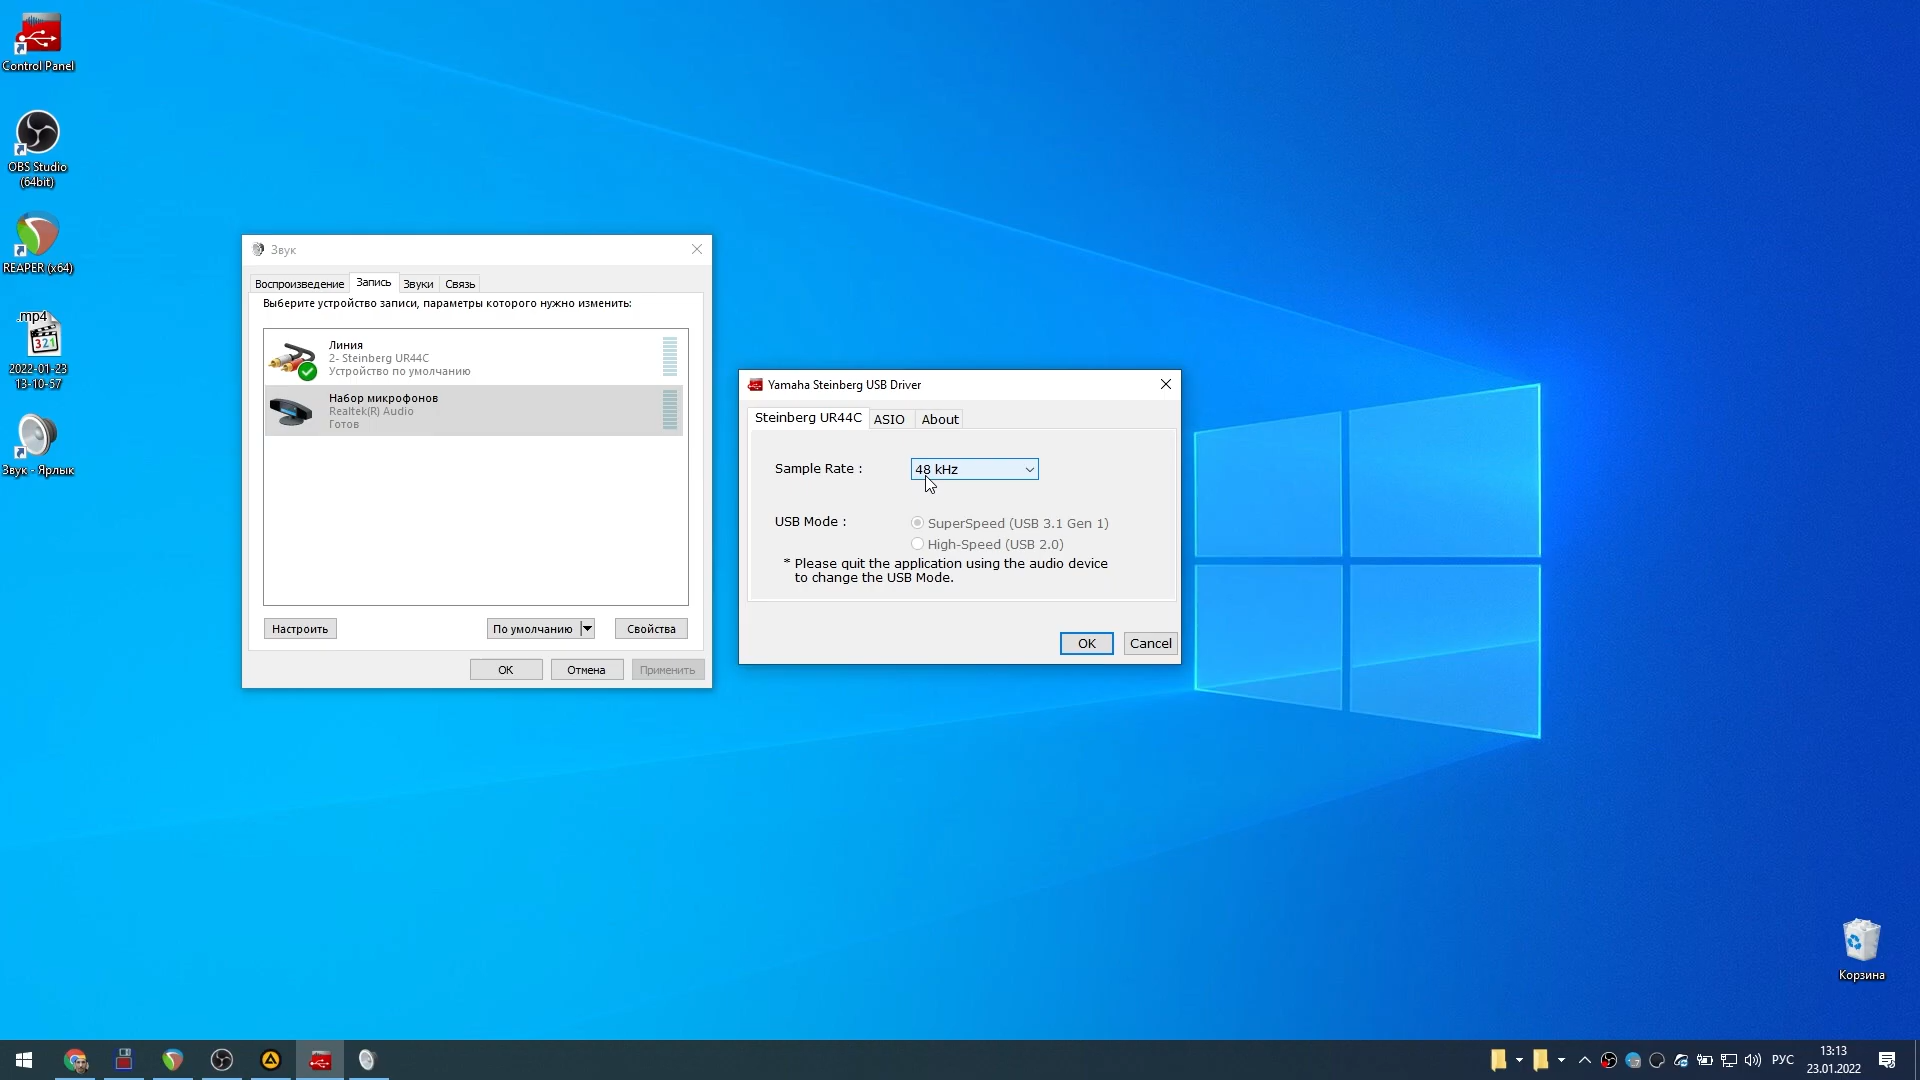 Control Panel
OBS Studio
(64bit)
REAPER (x64)
.mp4
321
2022-01-23
13-10-57
Звук - Ярлык
Звук
Воспроизведение
Запись
Звуки
Связь
Выберите устройство записи, параметры которого нужно изменить:
Линия
2- Steinberg UR44C
Устройство по умолчанию
Набор микрофонов
Realtek(R) Audio
Готов
Настроить
По умолчанию
Свойства
ОК
Отмена
Применить
Yamaha Steinberg USB Driver
Steinberg UR44C
ASIO
About
Sample Rate :
48 kHz
USB Mode :
SuperSpeed (USB 3.1 Gen 1)
High-Speed (USB 2.0)
* Please quit the application using the audio device
to change the USB Mode.
OK
Cancel
Корзина
РУС
13:13
23.01.2022